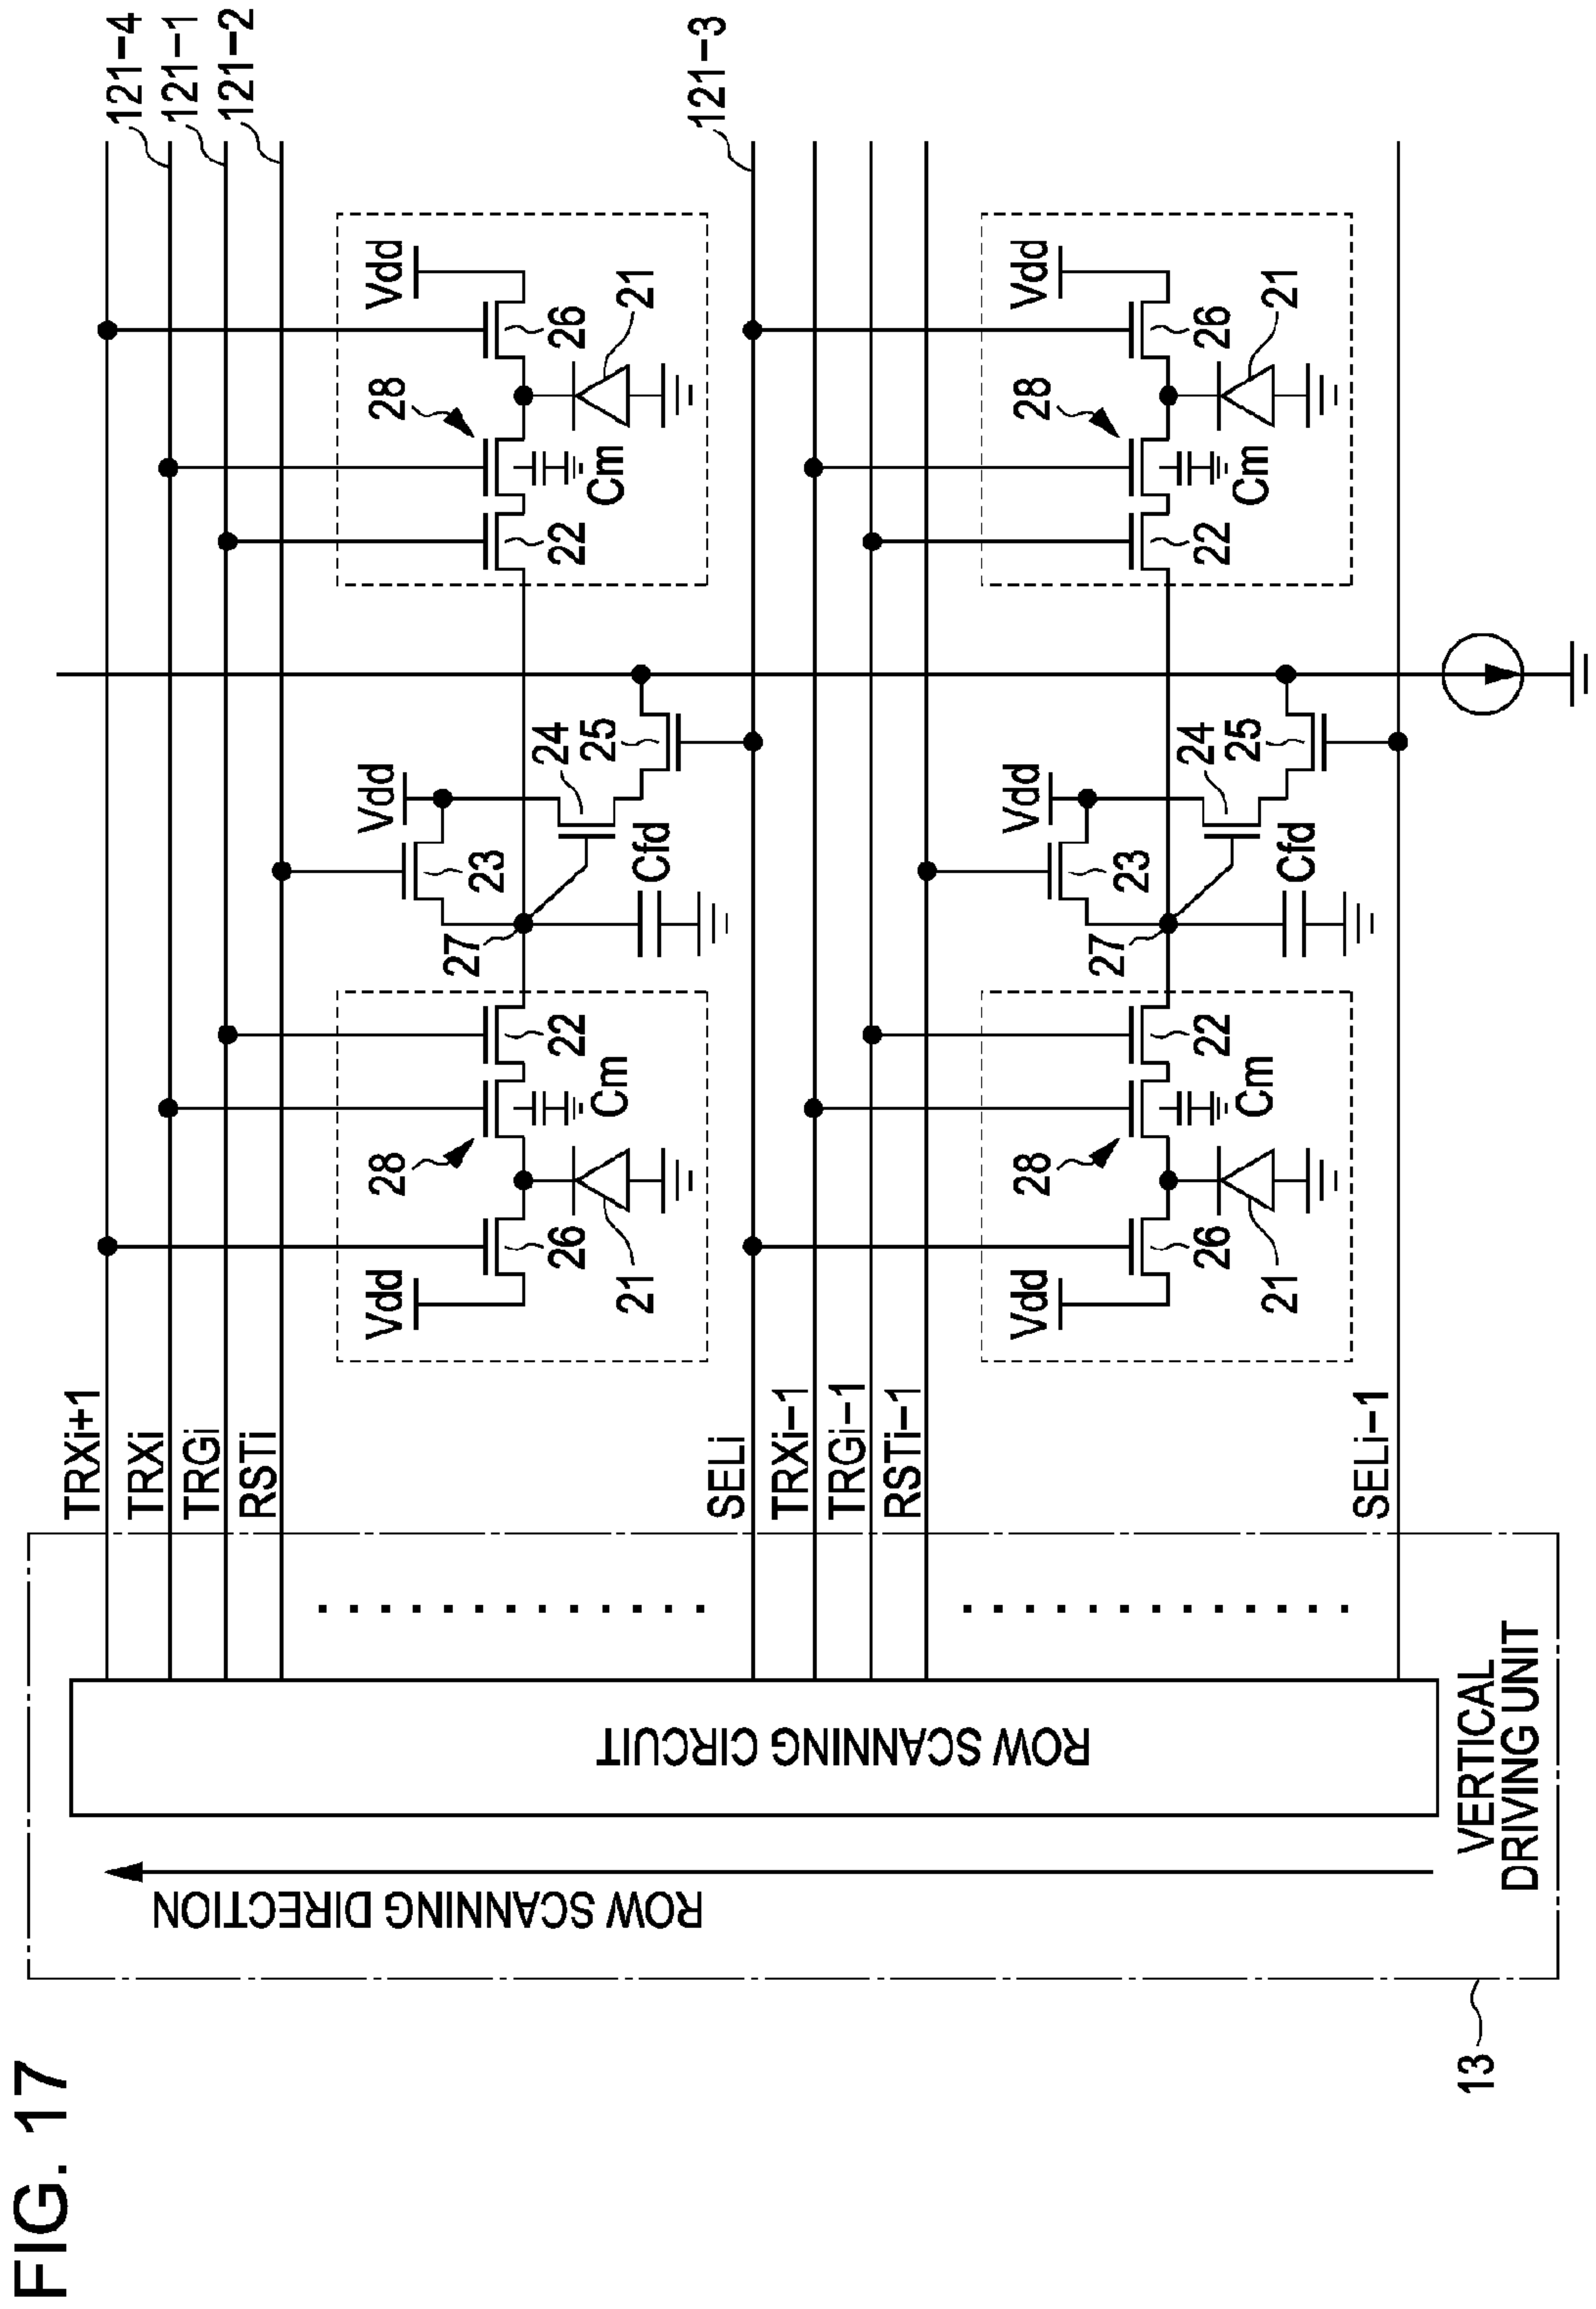 FIG. 17
121-4
121-1
121-2
121-3
TRXi+1
TRXi
TRGi
RSTi
SELi
TRXi-1
TRGi-1
RSTi-1
SELi-1
Vdd
26
21
28
Cm
22
27
23
Vdd
24
25
Cfd
22
28
Cm
26
21
Vdd
Vdd
26
21
28
Cm
22
27
23
Vdd
24
25
Cfd
22
28
Cm
26
21
Vdd
ROW SCANNING CIRCUIT
ROW SCANNING DIRECTION
VERTICAL
DRIVING UNIT
13